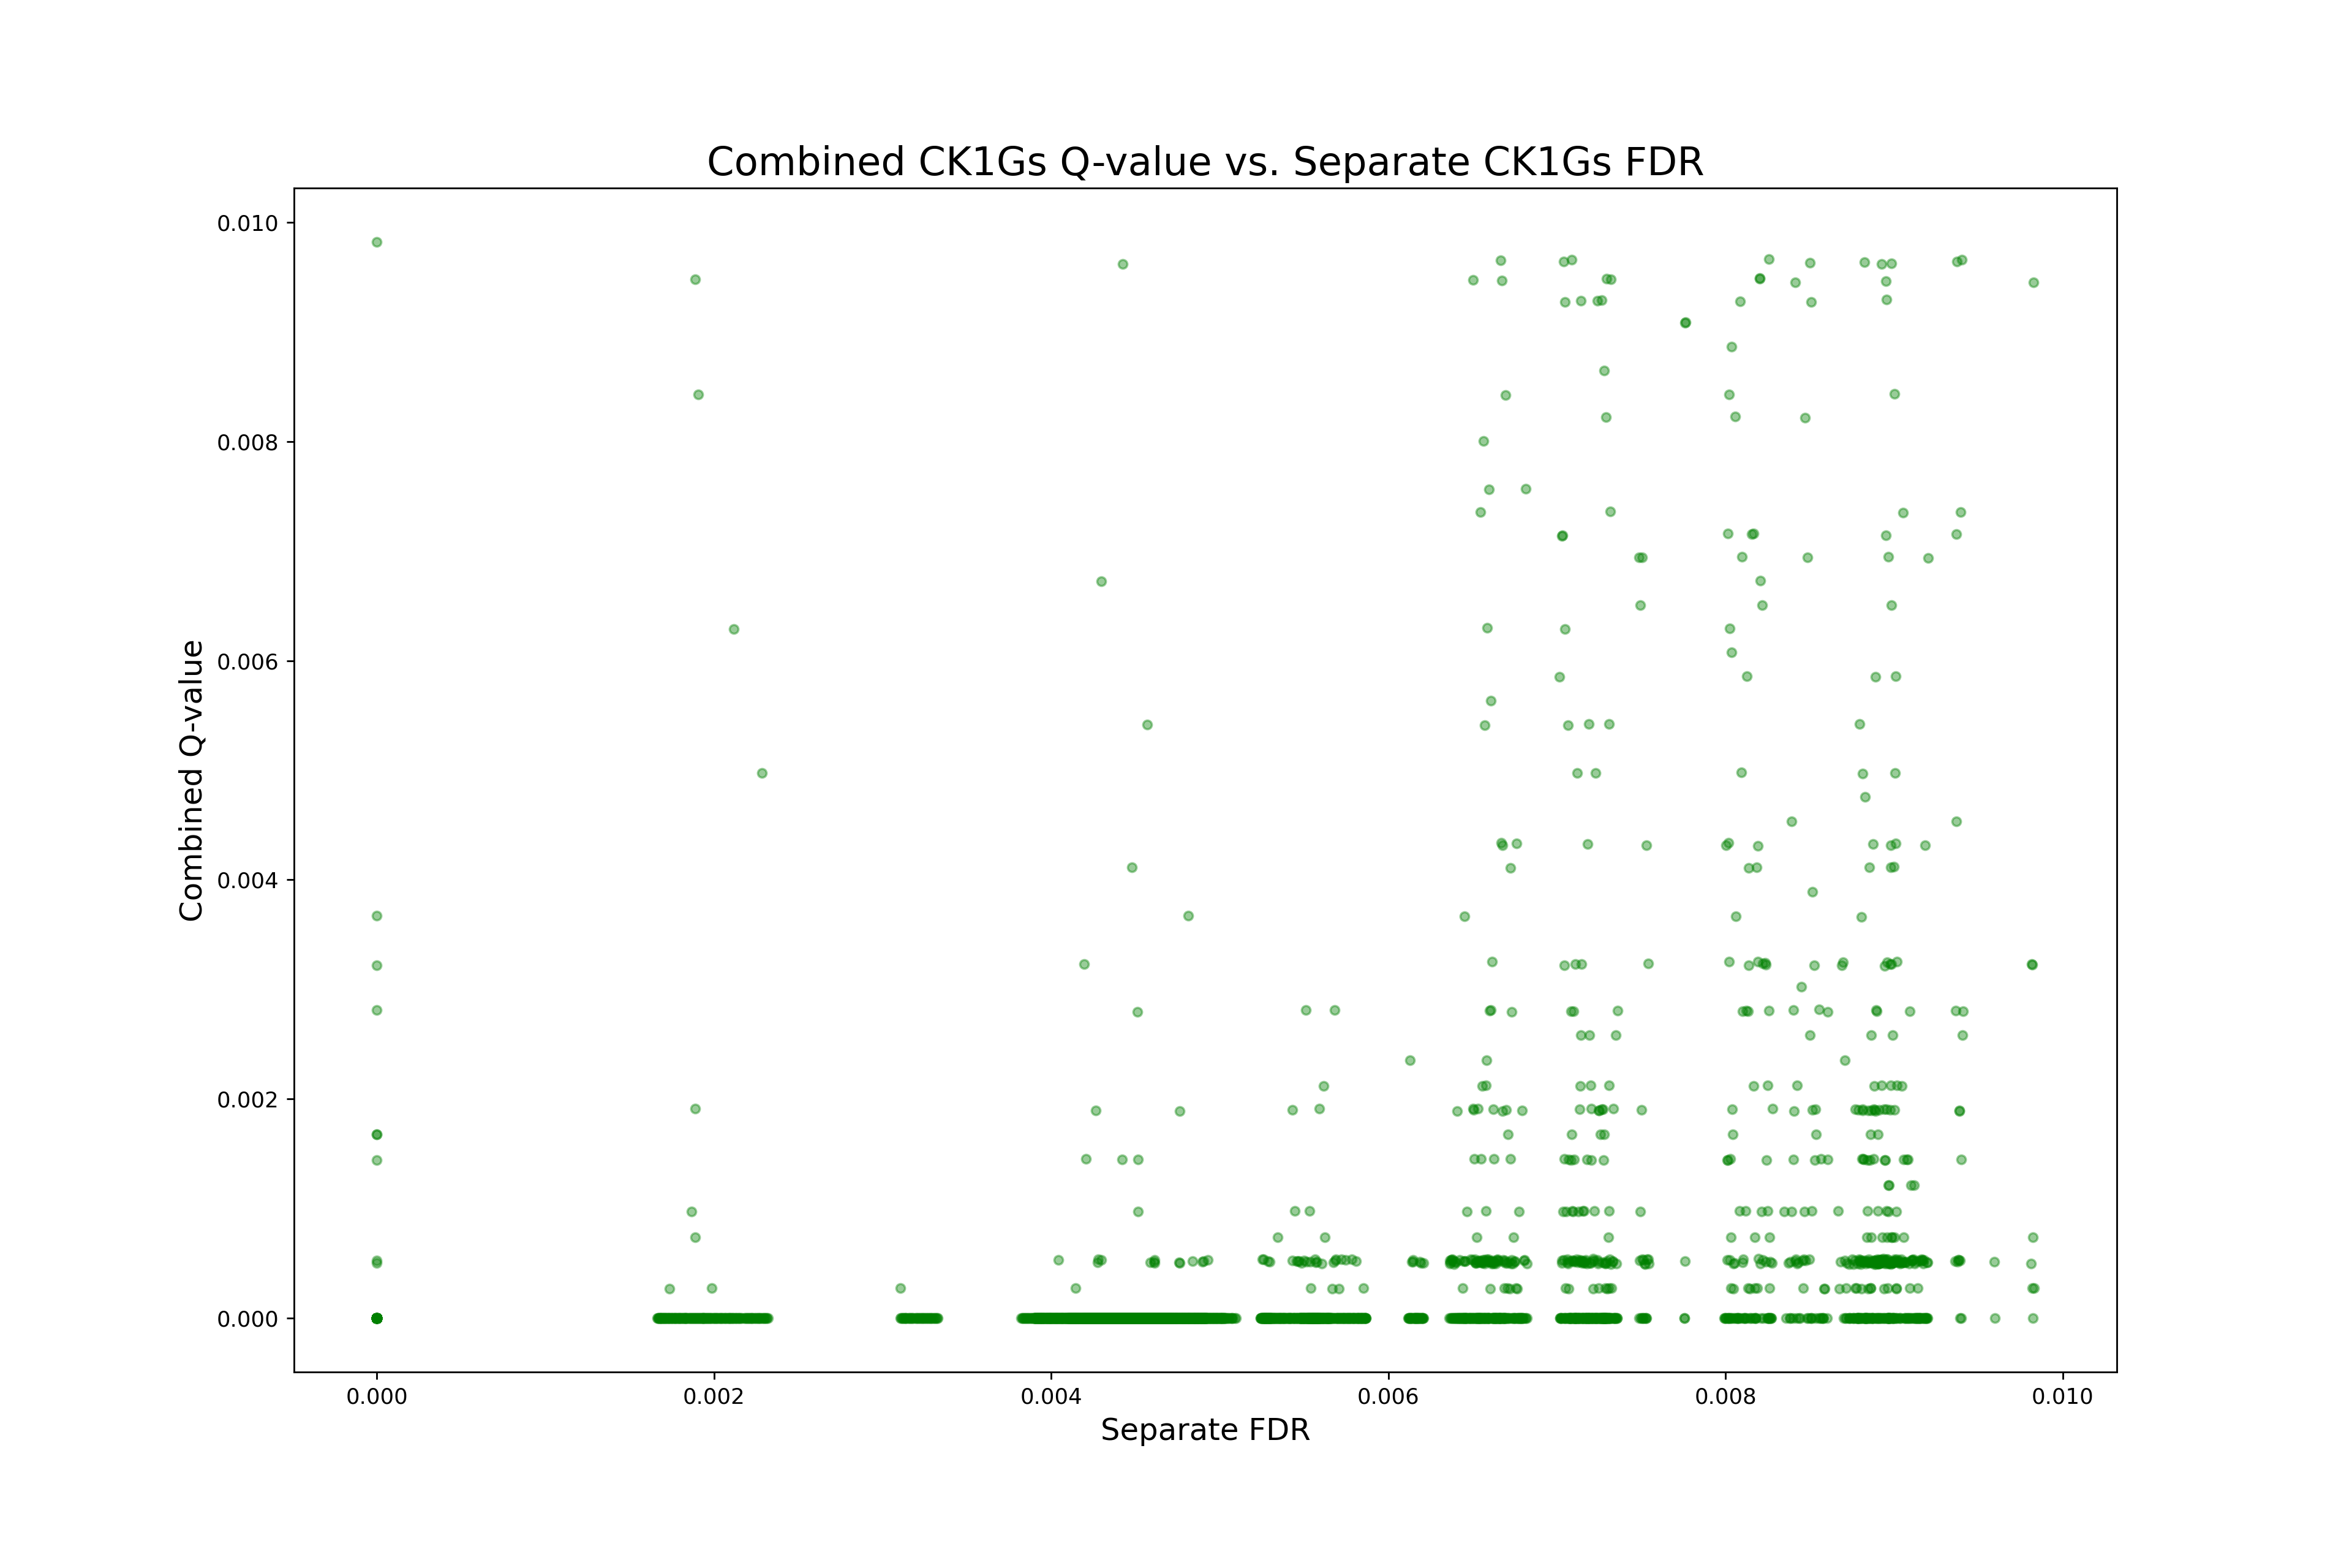 Combined CK1Gs Q-value vs. Separate CK1Gs FDR
0.010
0.008
0.006
0.004
0.002
0.000
Combined Q-value
0.000 0.002 0.004 0.006 0.008 0.010
Separate FDR